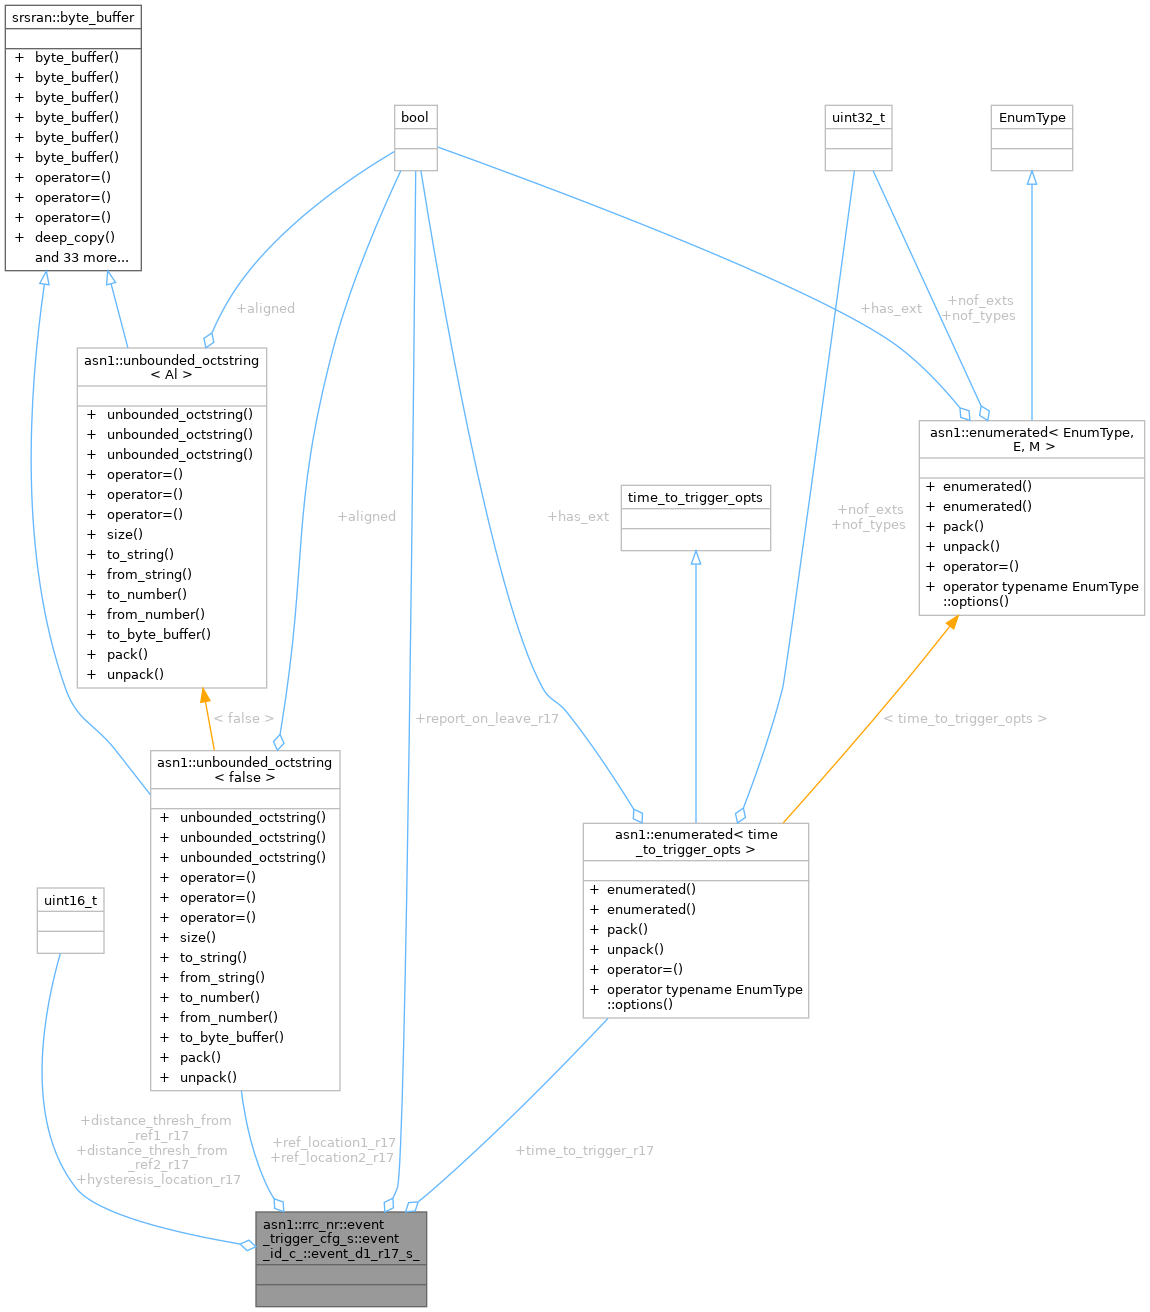 srsran::byte_buffer
+ byte_buffer()
+ byte_buffer()
+ byte_buffer()
+ byte_buffer()
+ byte_buffer()
+ byte_buffer()
+ operator=()
+ operator=()
+ operator=()
+ deep_copy()
and 33 more...
bool
uint32_t
EnumType
+aligned
+has_ext
+nof_exts
+nof_types
asn1::unbounded_octstring
< Al >
+ unbounded_octstring()
+ unbounded_octstring()
+ unbounded_octstring()
+ operator=()
+ operator=()
+ operator=()
+ size()
+ to_string()
+ from_string()
+ to_number()
+ from_number()
+ to_byte_buffer()
+ pack()
+ unpack()
asn1::enumerated< EnumType,
E, M >
+ enumerated()
+ enumerated()
+ pack()
+ unpack()
+ operator=()
+ operator typename EnumType
::options()
time_to_trigger_opts
+aligned
+has_ext
+nof_exts
+nof_types
< false >
+report_on_leave_r17
< time_to_trigger_opts >
asn1::unbounded_octstring
< false >
+ unbounded_octstring()
+ unbounded_octstring()
+ unbounded_octstring()
+ operator=()
+ operator=()
+ operator=()
+ size()
+ to_string()
+ from_string()
+ to_number()
+ from_number()
+ to_byte_buffer()
+ pack()
+ unpack()
asn1::enumerated< time
_to_trigger_opts >
+ enumerated()
+ enumerated()
+ pack()
+ unpack()
+ operator=()
+ operator typename EnumType
::options()
uint16_t
+distance_thresh_from
_ref1_r17
+distance_thresh_from
_ref2_r17
+hysteresis_location_r17
+ref_location1_r17
+ref_location2_r17
+time_to_trigger_r17
asn1::rrc_nr::event
_trigger_cfg_s::event
_id_c_::event_d1_r17_s_